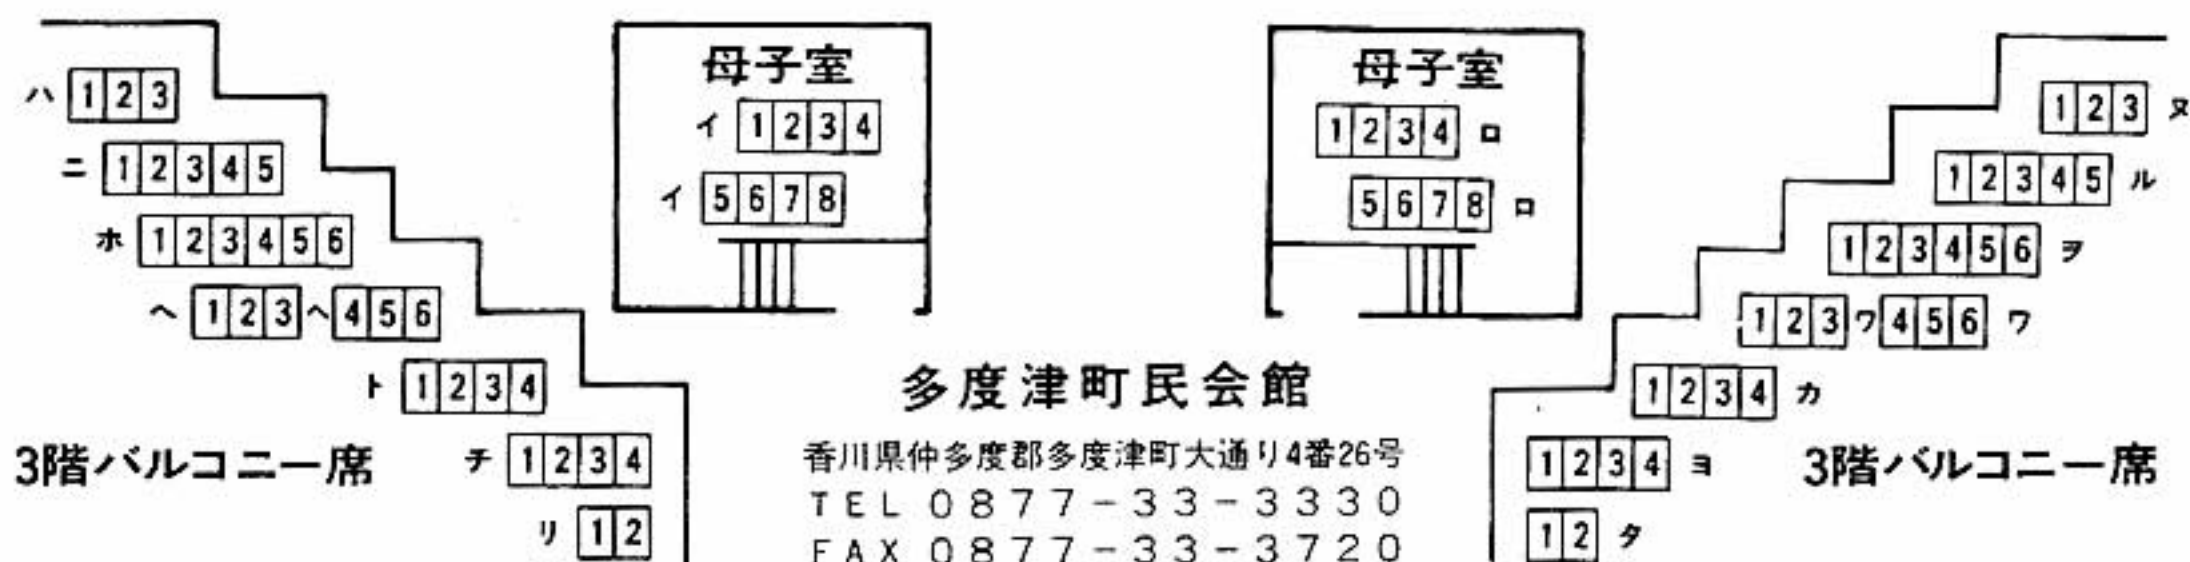 母子室
母子室
ハ 1 2 3
イ 1 2 3 4
1 2 3 4 ロ
1 2 3 ヌ
ニ 1 2 3 4 5
イ 5 6 7 8
5 6 7 8 ロ
1 2 3 4 5 ル
ホ 1 2 3 4 5 6
1 2 3 4 5 6 ヲ
ヘ 1 2 3 ヘ 4 5 6
1 2 3 ワ 4 5 6 ワ
ト 1 2 3 4
多度津町民会館
1 2 3 4 カ
3階バルコニー席
チ 1 2 3 4
香川県仲多度郡多度津町大通り4番26号
1 2 3 4 ヨ
3階バルコニー席
TEL 0877-33-3330
リ 1 2
FAX 0877-33-3720
1 2 タ